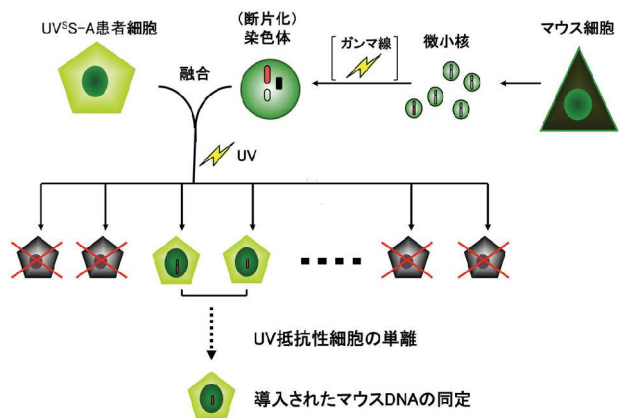 UVˢS-A患者細胞
融合
(断片化)
染色体
ガンマ線
微小核
マウス細胞
UV
UV抵抗性細胞の単離
導入されたマウスDNAの同定